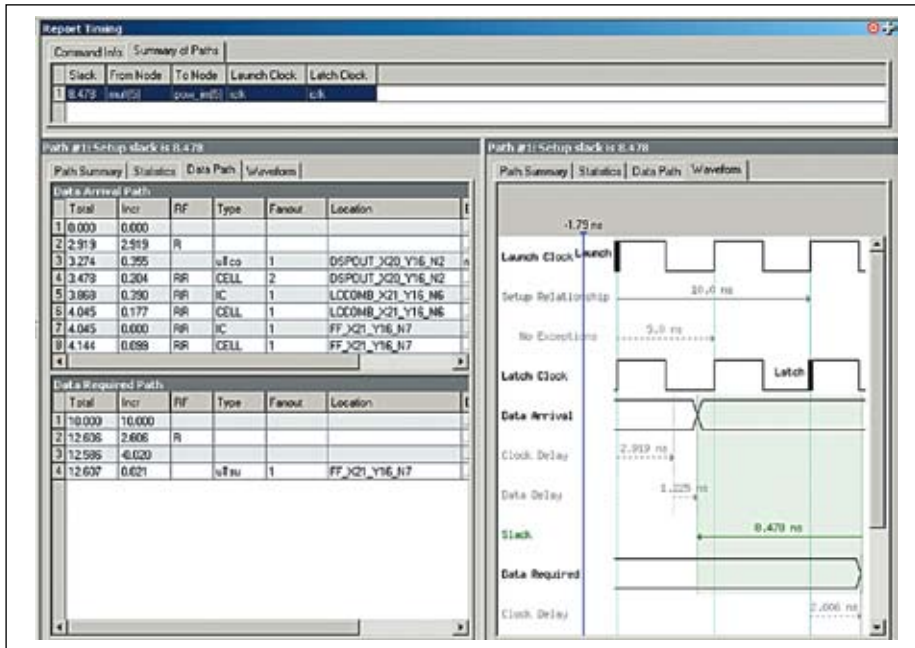 Report Timing
Command Info Summary of Paths
Slack From Node To Node Launch Clock Latch Clock
1 8.478 clk clk
Path #1: Setup slack is 8.478
Path Summary Statistics Data Path Waveform
Data Arrival Path
Total Incr RF Type Fanout Location
1 0.000 0.000
2 2.919 2.919 R
3 3.274 0.355 uTco 1 DSPOUT_X20_Y16_N2
4 3.478 0.204 RR CELL 2 DSPOUT_X20_Y16_N2
5 3.868 0.390 RR IC 1 LCCOMB_X21_Y16_N6
6 4.045 0.177 RR CELL 1 LCCOMB_X21_Y16_N6
7 4.045 0.000 RR IC 1 FF_X21_Y16_N7
8 4.144 0.099 RR CELL 1 FF_X21_Y16_N7
Data Required Path
Total Incr RF Type Fanout Location
1 10.000 10.000
2 12.606 2.606 R
3 12.586 -0.020
4 12.607 0.021 uTsu 1 FF_X21_Y16_N7
Path #1: Setup slack is 8.478
Path Summary Statistics Data Path Waveform
-1.79 ns
Launch Clock Launch
Setup Relationship 10.0 ns
No Exceptions 5.0 ns
Latch Clock Latch
Data Arrival
Clock Delay 2.919 ns
Data Delay 1.225 ns
Slack 8.478 ns
Data Required
Clock Delay 2.606 ns